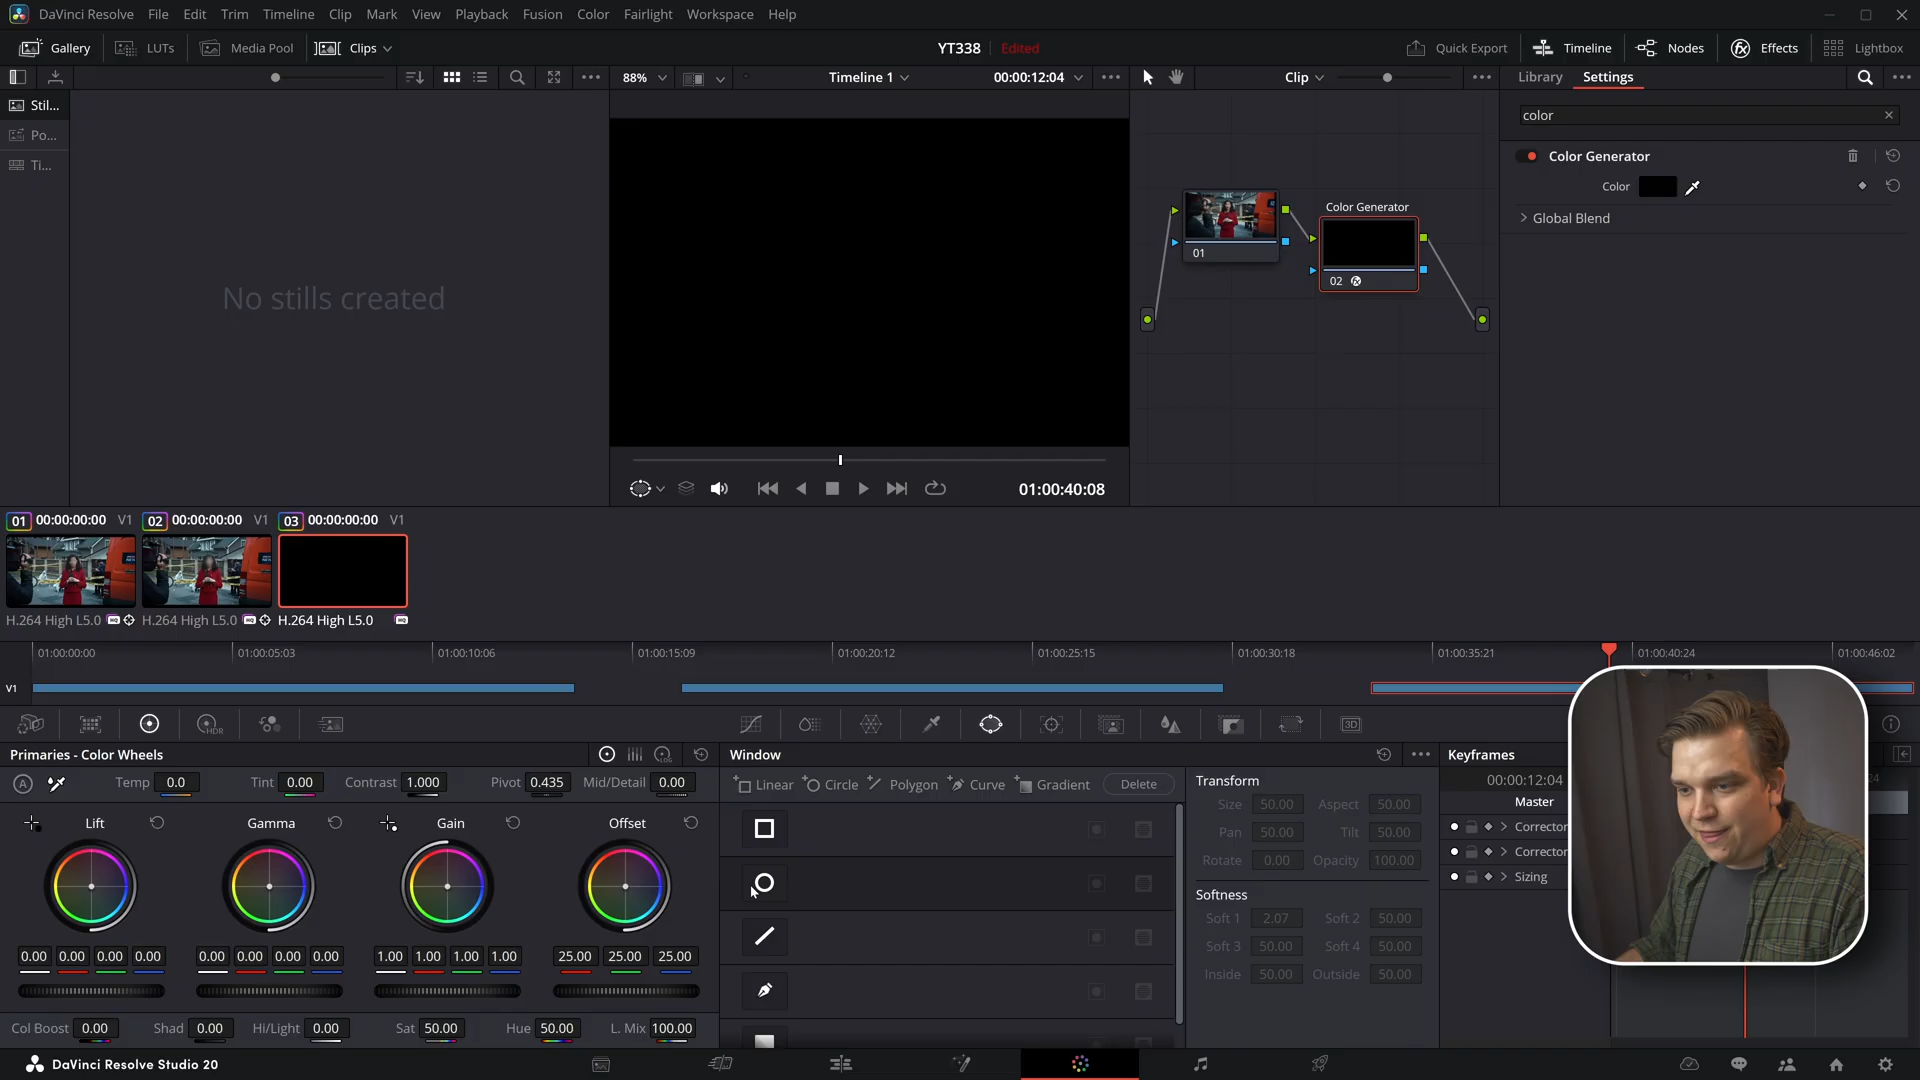 DaVinci Resolve File Edit Trim Timeline Clip Mark View Playback Fusion Color Fairlight Workspace Help
Gallery LUTs Media Pool Clips YT338 Edited Quick Export Timeline Nodes Effects Lightbox
88% Timeline 1 00:00:12:04 Clip Library Settings
Stil...
Po...
Ti...
No stills created
color
Color Generator
Color
Global Blend
Color Generator
01
02
01:00:40:08
01 00:00:00:00 V1 02 00:00:00:00 V1 03 00:00:00:00 V1
H.264 High L5.0 H.264 High L5.0 H.264 High L5.0
01:00:00:00 01:00:05:03 01:00:10:06 01:00:15:09 01:00:20:12 01:00:25:15 01:00:30:18 01:00:35:21 01:00:40:24 01:00:46:02
V1
HDR
3D
Primaries - Color Wheels
LOG
A Temp 0.0 Tint 0.00 Contrast 1.000 Pivot 0.435 Mid/Detail 0.00
Lift Gamma Gain Offset
0.00 0.00 0.00 0.00 0.00 0.00 0.00 0.00 1.00 1.00 1.00 1.00 25.00 25.00 25.00
Col Boost 0.00 Shad 0.00 Hi/Light 0.00 Sat 50.00 Hue 50.00 L. Mix 100.00
Window
Linear Circle Polygon Curve Gradient Delete
Transform
Size 50.00 Aspect 50.00
Pan 50.00 Tilt 50.00
Rotate 0.00 Opacity 100.00
Softness
Soft 1 2.07 Soft 2 50.00
Soft 3 50.00 Soft 4 50.00
Inside 50.00 Outside 50.00
Keyframes
00:00:12:04
Master
Corrector
Corrector
Sizing
DaVinci Resolve Studio 20